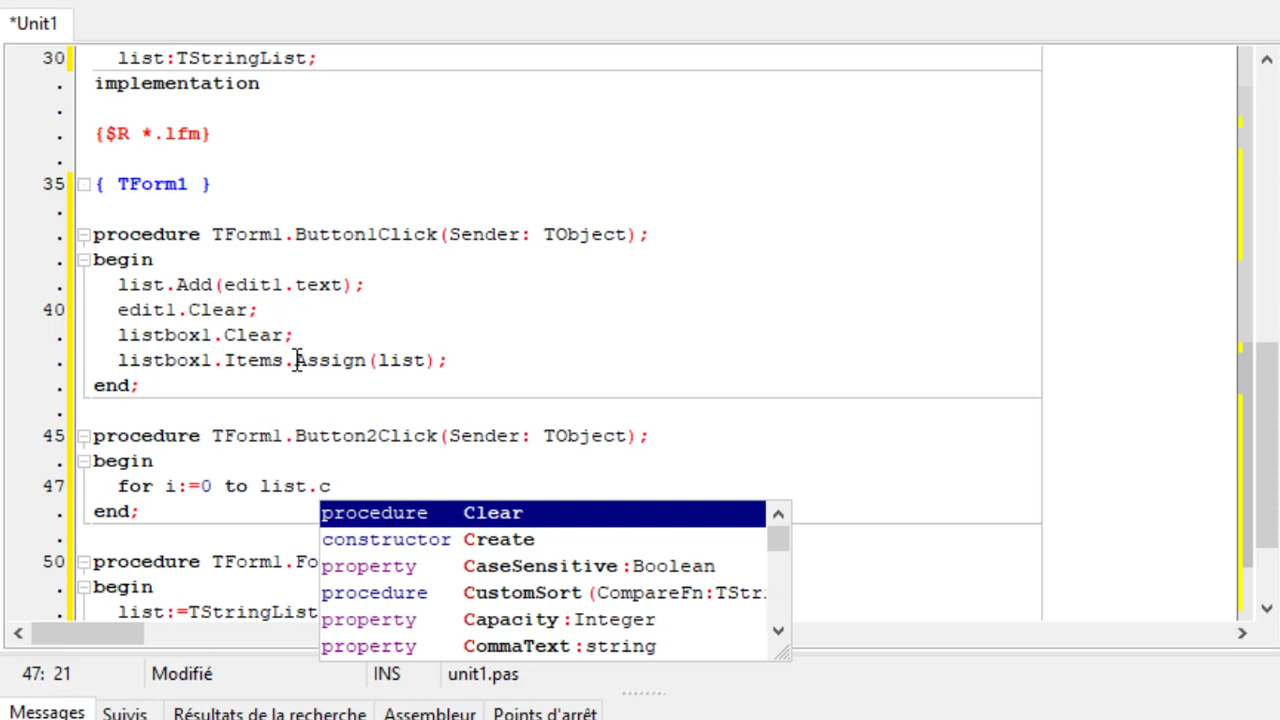 *Unit1
30 list:TStringList;
. implementation
.
. {$R *.lfm}
.
35 { TForm1 }
.
. procedure TForm1.Button1Click(Sender: TObject);
. begin
. list.Add(edit1.text);
40 edit1.Clear;
. listbox1.Clear;
. listbox1.Items.Assign(list);
. end;
.
45 procedure TForm1.Button2Click(Sender: TObject);
. begin
47 for i:=0 to list.c
. end;
procedure Clear
. constructor Create
50 procedure TForm1.Fo
property CaseSensitive:Boolean
. begin
procedure CustomSort(CompareFn:TStri
. list:=TStringList
property Capacity:Integer
property CommaText:string
47: 21 Modifié INS unit1.pas
Messages Suivis Résultats de la recherche Assembleur Points d'arrêt